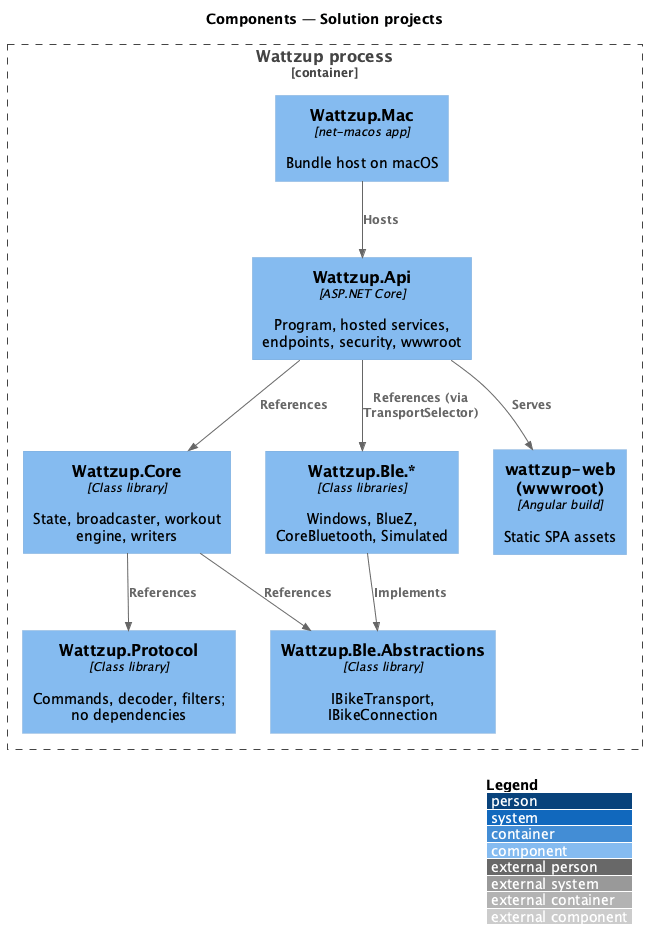 Components — Solution projects
Wattzup process
[container]
Wattzup.Mac
[net-macos app]
Bundle host on macOS
Hosts
Wattzup.Api
[ASP.NET Core]
Program, hosted services,
endpoints, security, wwwroot
References
References (via
TransportSelector)
Serves
Wattzup.Core
[Class library]
State, broadcaster, workout
engine, writers
Wattzup.Ble.*
[Class libraries]
Windows, BlueZ,
CoreBluetooth, Simulated
wattzup-web
(wwwroot)
[Angular build]
Static SPA assets
References
References
Implements
Wattzup.Protocol
[Class library]
Commands, decoder, filters;
no dependencies
Wattzup.Ble.Abstractions
[Class library]
IBikeTransport,
IBikeConnection
Legend
person
system
container
component
external person
external system
external container
external component